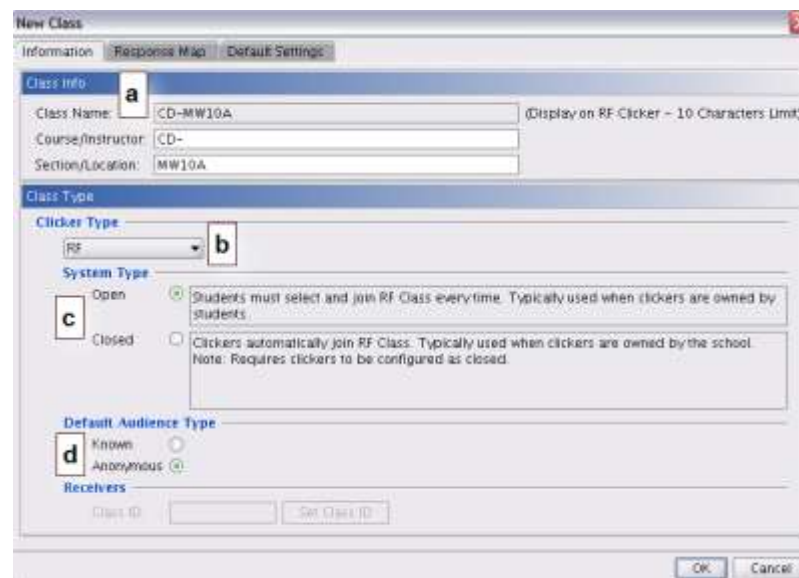 New Class
Information Response Map Default Settings
Class Info
a
Class Name: CD-MW10A (Display on RF Clicker - 10 Characters Limit)
Course/Instructor: CD-
Section/Location: MW10A
Class Type
Clicker Type
RF b
System Type
c
Open Students must select and join RF Class every time. Typically used when clickers are owned by
students.
Closed Clickers automatically join RF Class. Typically used when clickers are owned by the school.
Note: Requires clickers to be configured as closed.
Default Audience Type
d
Known
Anonymous
Receivers
Class ID: Set Class ID
OK Cancel